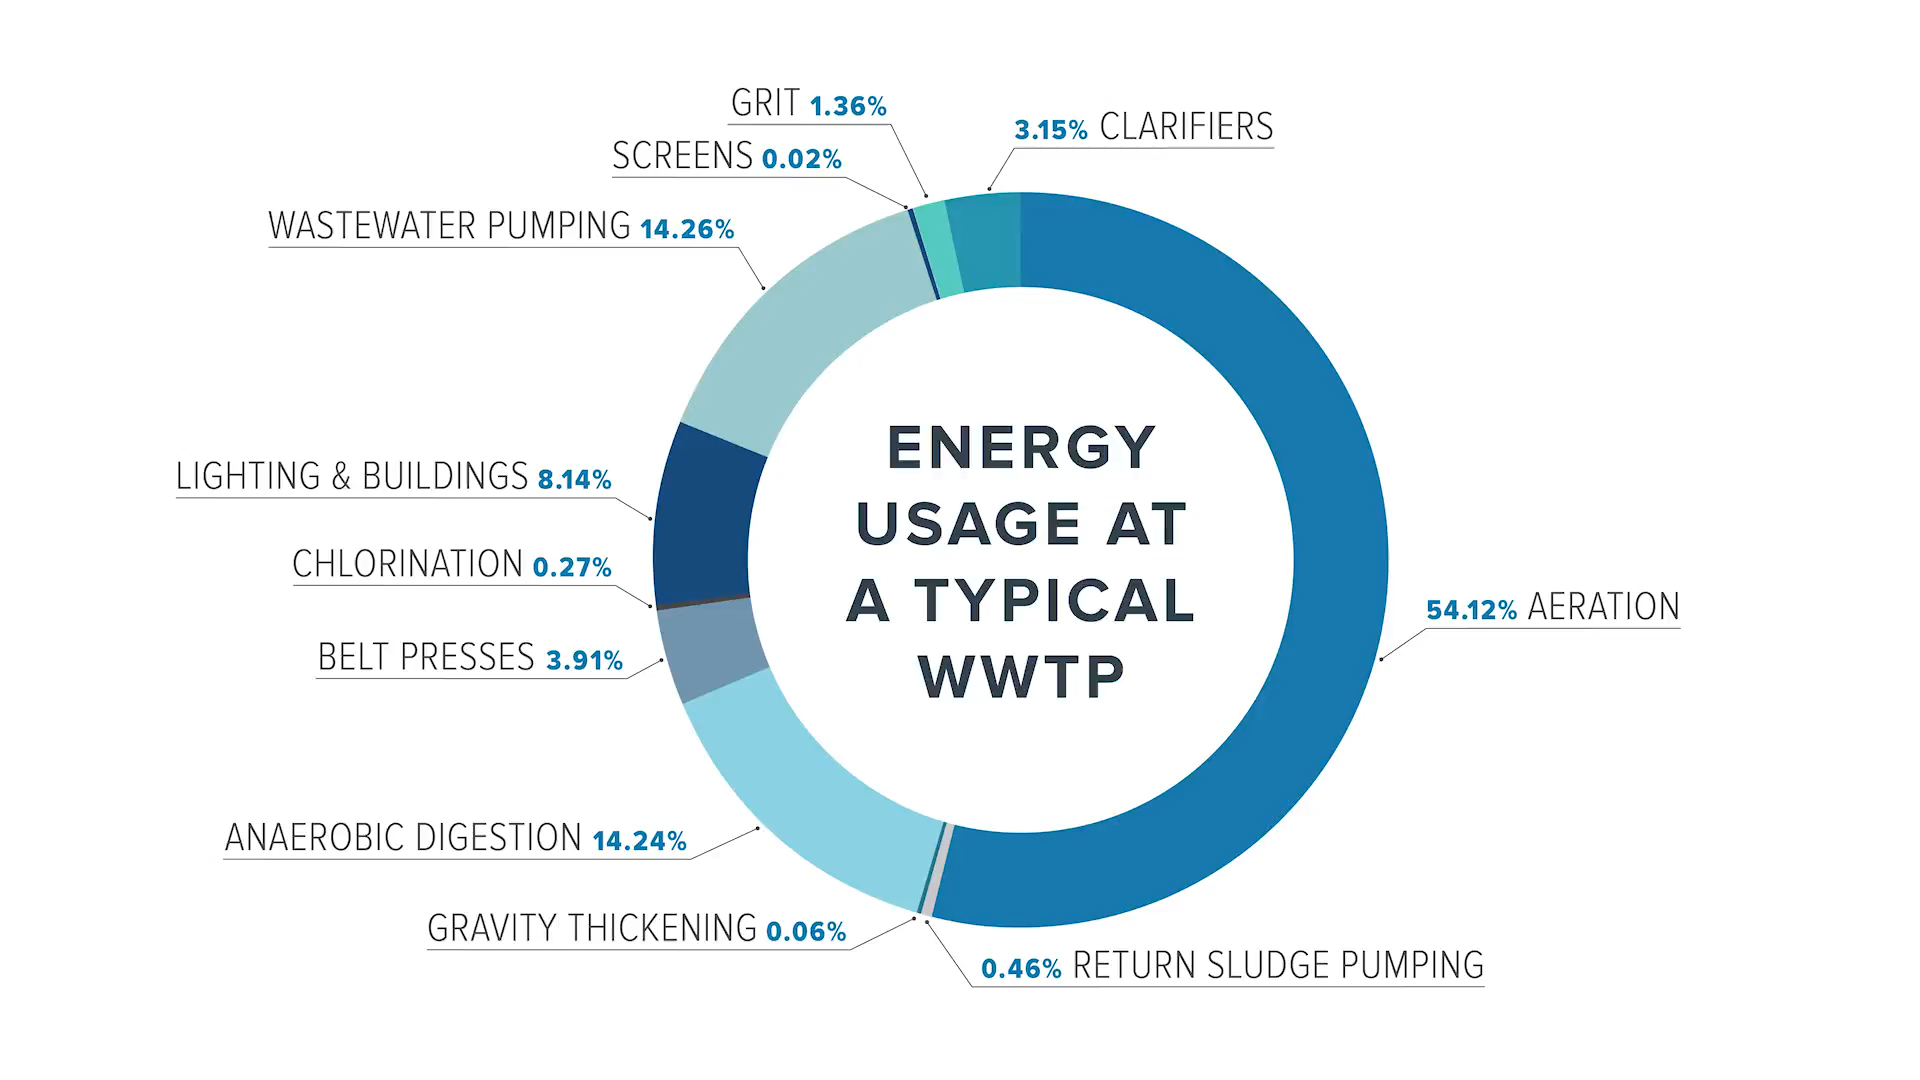 GRIT 1.36%
3.15% CLARIFIERS
SCREENS 0.02%
WASTEWATER PUMPING 14.26%
ENERGY
USAGE AT
A TYPICAL
WWTP
LIGHTING & BUILDINGS 8.14%
CHLORINATION 0.27%
54.12% AERATION
BELT PRESSES 3.91%
ANAEROBIC DIGESTION 14.24%
GRAVITY THICKENING 0.06%
0.46% RETURN SLUDGE PUMPING